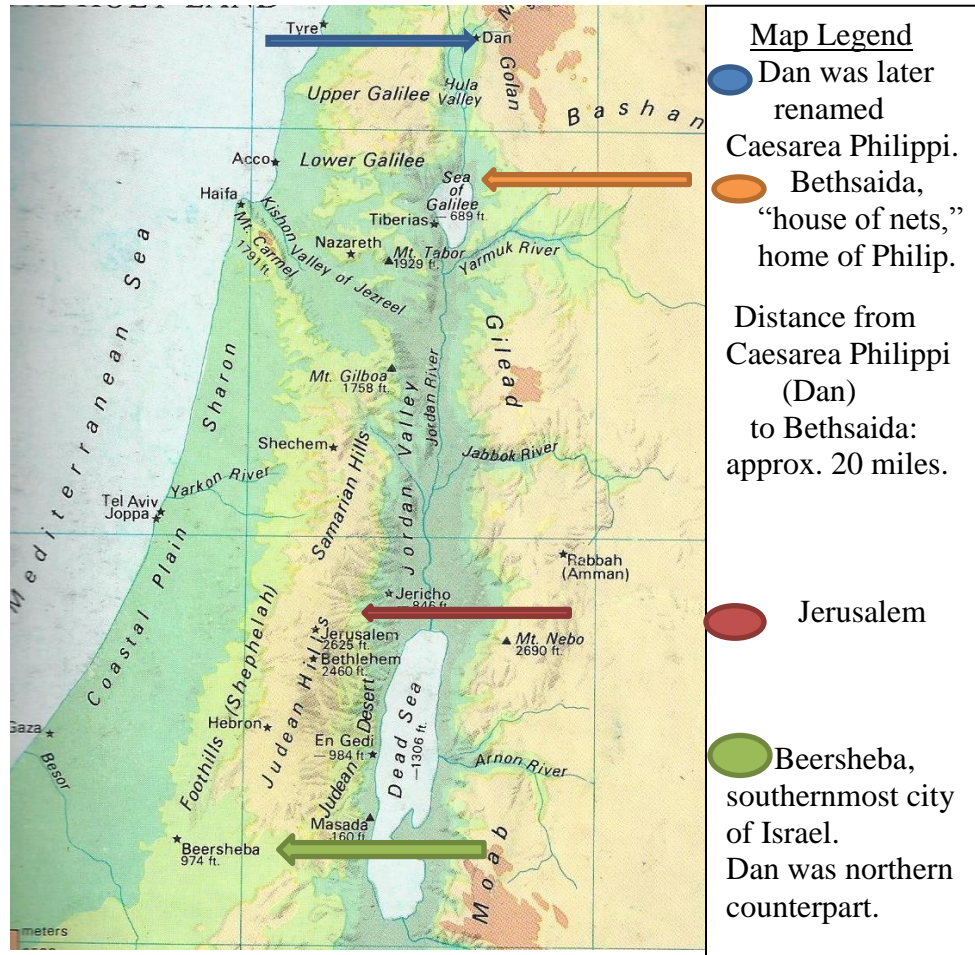 THE HOLY LAND
Tyre
Dan
Golan
Hula
Valley
Upper Galilee
Bashan
Acco
Lower Galilee
Sea
of
Galilee
— 689 ft.
Haifa
Tiberias
Kishon
Mt. Carmel
1791 ft.
Valley of Jezreel
Nazareth
Mt. Tabor
1929 ft.
Yarmuk River
Mediterranean Sea
Sharon
Gilead
Mt. Gilboa
1758 ft.
Jordan Valley
Jordan River
Shechem
Samarian Hills
Jabbok River
Yarkon River
Tel Aviv
Joppa
Coastal Plain
Rabbah
(Amman)
Jericho
—846 ft.
Jerusalem
2625 ft.
Mt. Nebo
2690 ft.
Bethlehem
2460 ft.
Foothills (Shephelah)
Judean Hills
Judean Desert
Dead Sea
—1306 ft.
Hebron
Gaza
Besor
En Gedi
—984 ft.
Arnon River
Masada
160 ft.
Beersheba
974 ft.
Moab
meters
Map Legend
Dan was later
renamed
Caesarea Philippi.
Bethsaida,
“house of nets,”
home of Philip.
Distance from
Caesarea Philippi
(Dan)
to Bethsaida:
approx. 20 miles.
Jerusalem
Beersheba,
southernmost city
of Israel.
Dan was northern
counterpart.